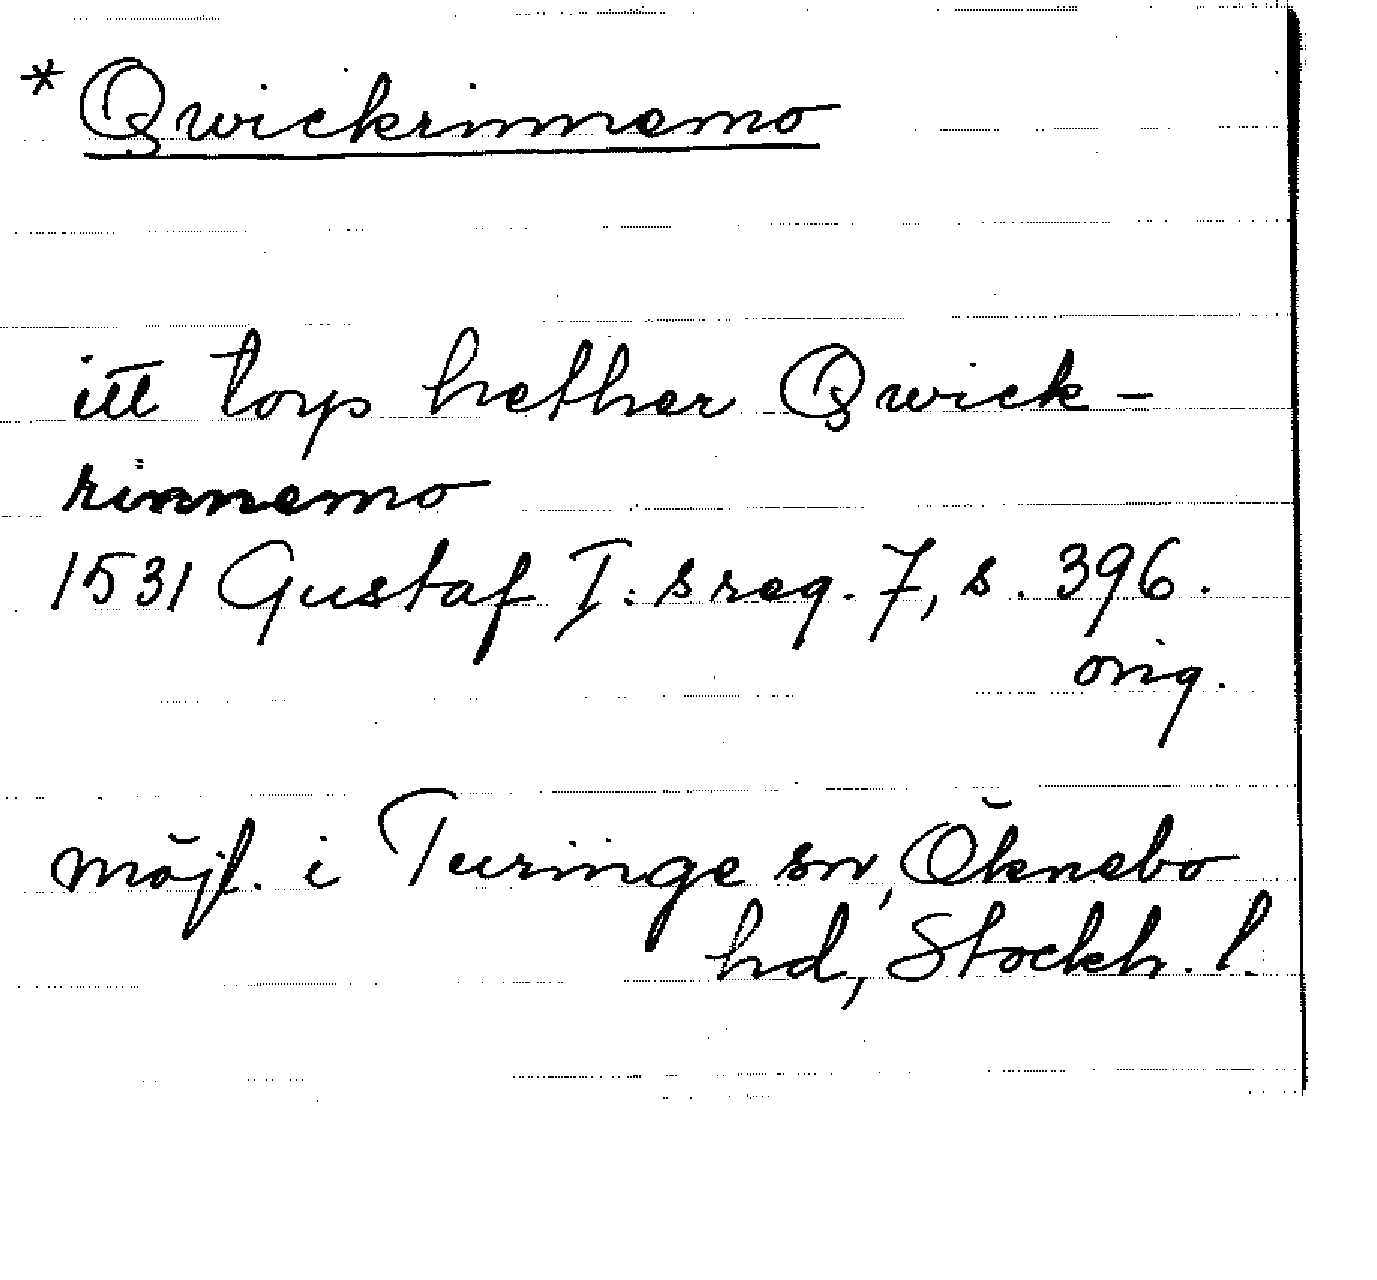 * Qwickrinnemo
itt torp hether Qwick-
rinnemo
1531 Gustaf I:s reg. 7, s. 396.
orig.
möjl. i Turinge sn, Öknebo
hd, Stockh. l.